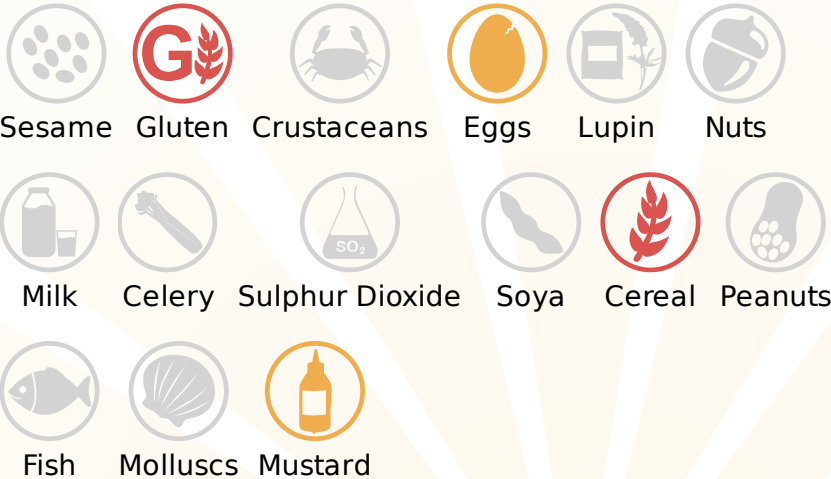 G
Sesame Gluten Crustaceans Eggs Lupin Nuts
SO₂
Milk Celery Sulphur Dioxide Soya Cereal Peanuts
Fish Molluscs Mustard